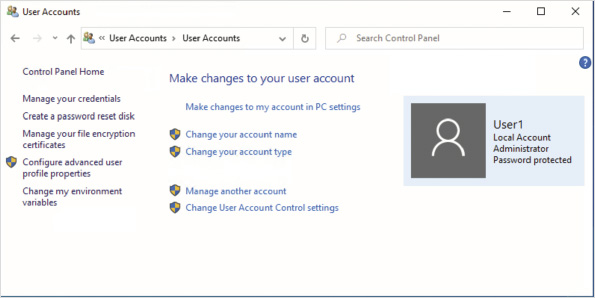 User Accounts
« User Accounts > User Accounts
Search Control Panel
?
Control Panel Home
Manage your credentials
Create a password reset disk
Manage your file encryption
certificates
Configure advanced user
profile properties
Change my environment
variables
Make changes to your user account
Make changes to my account in PC settings
Change your account name
Change your account type
Manage another account
Change User Account Control settings
User1
Local Account
Administrator
Password protected